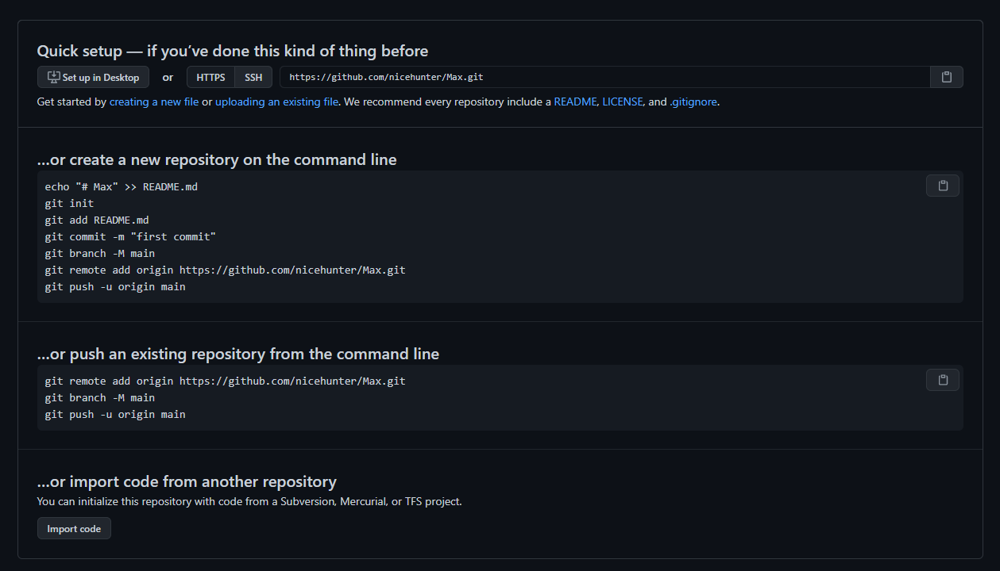 Quick setup — if you’ve done this kind of thing before
Set up in Desktop or HTTPS SSH https://github.com/nicehunter/Max.git
Get started by creating a new file or uploading an existing file. We recommend every repository include a README, LICENSE, and .gitignore.
…or create a new repository on the command line
echo "# Max" >> README.md
git init
git add README.md
git commit -m "first commit"
git branch -M main
git remote add origin https://github.com/nicehunter/Max.git
git push -u origin main
…or push an existing repository from the command line
git remote add origin https://github.com/nicehunter/Max.git
git branch -M main
git push -u origin main
…or import code from another repository
You can initialize this repository with code from a Subversion, Mercurial, or TFS project.
Import code